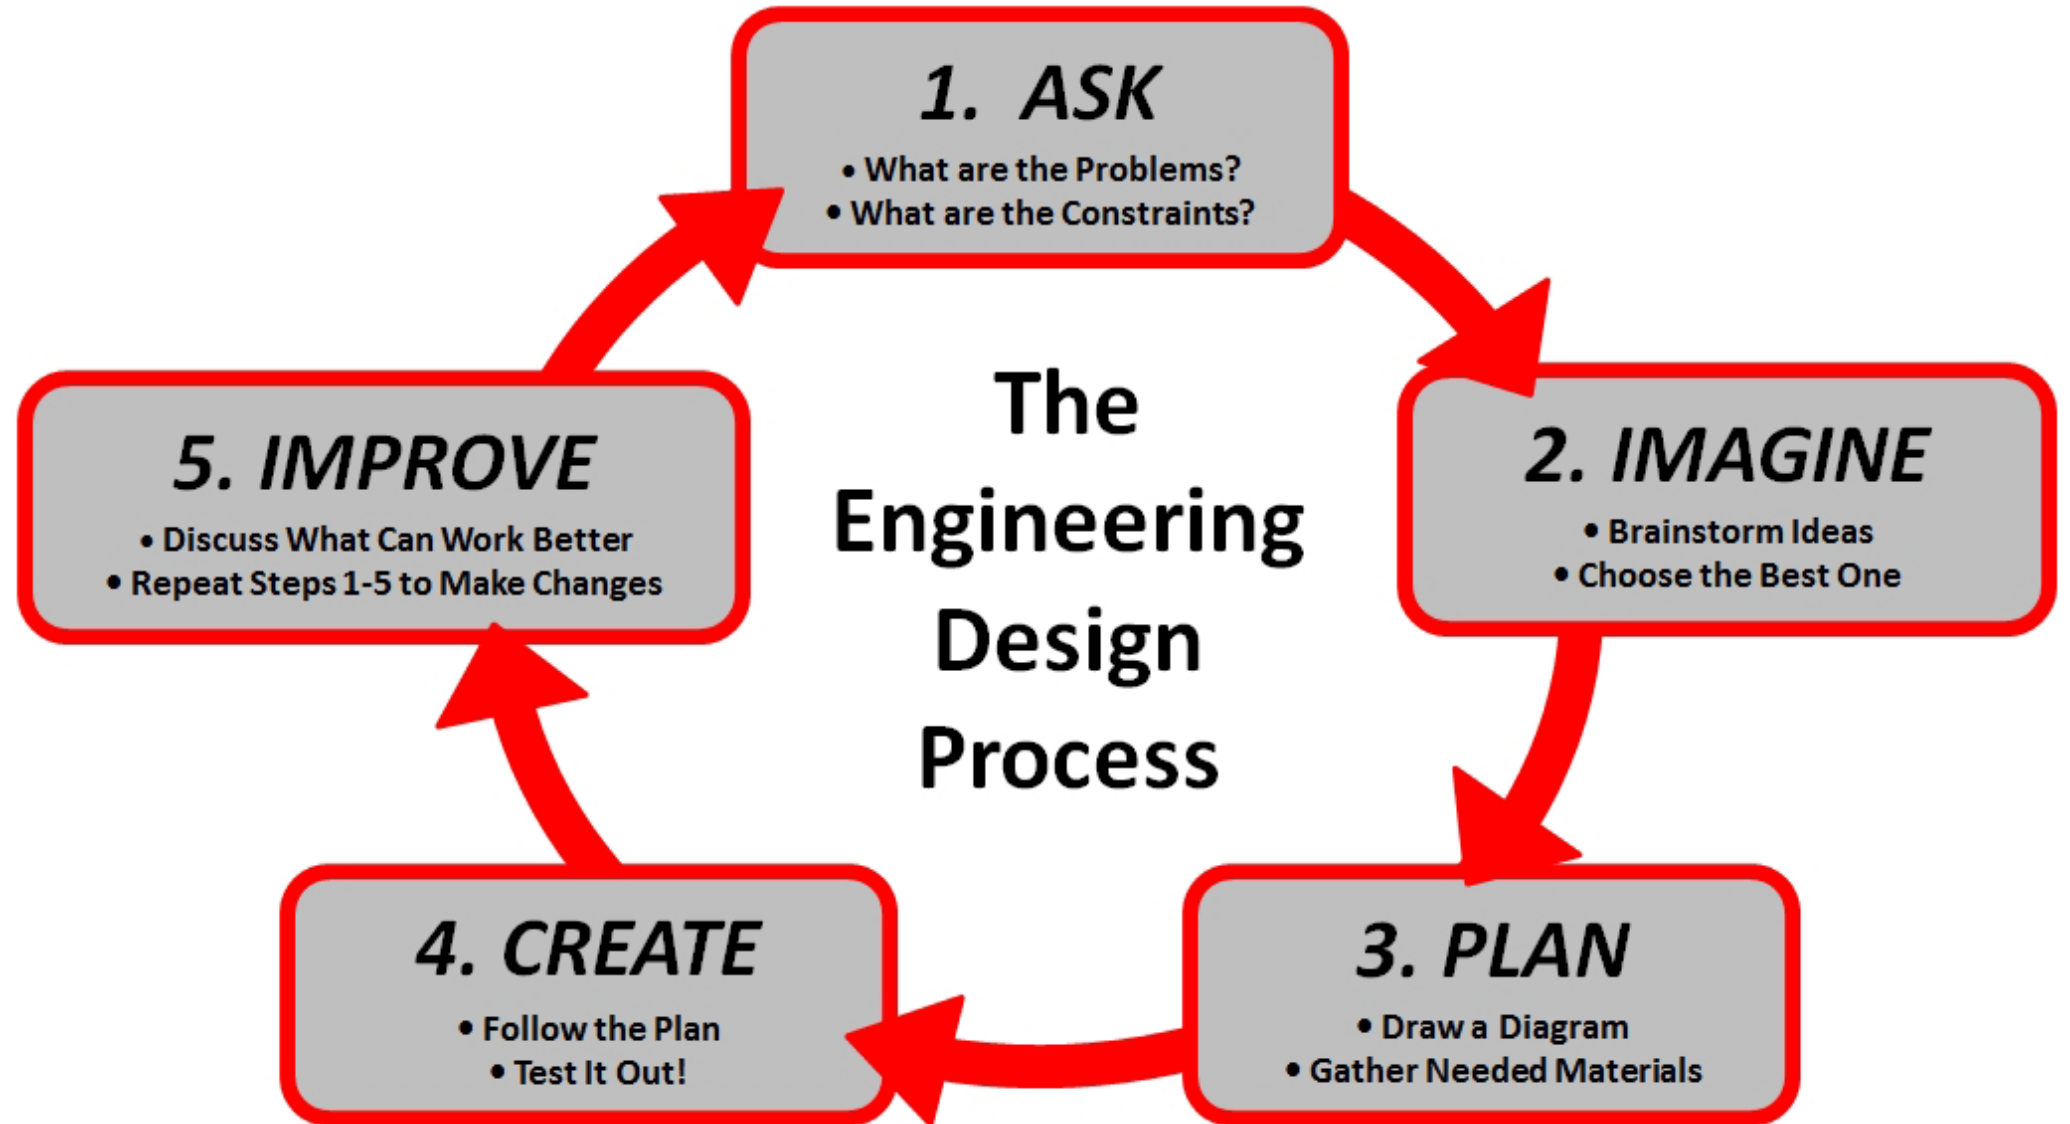 1. ASK
• What are the Problems?
• What are the Constraints?
The
Engineering
Design
Process
2. IMAGINE
• Brainstorm Ideas
• Choose the Best One
3. PLAN
• Draw a Diagram
• Gather Needed Materials
4. CREATE
• Follow the Plan
• Test It Out!
5. IMPROVE
• Discuss What Can Work Better
• Repeat Steps 1-5 to Make Changes